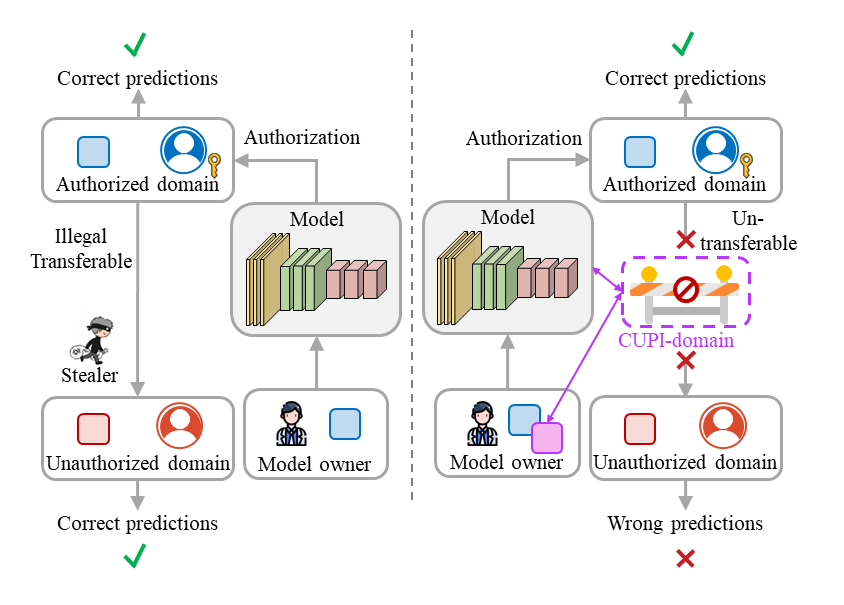 Correct predictions
Authorization
Authorized domain
Illegal
Transferable
Model
Stealer
Unauthorized domain
Model owner
Correct predictions
Correct predictions
Authorization
Authorized domain
Model
Un-
transferable
CUPI-domain
Model owner
Unauthorized domain
Wrong predictions